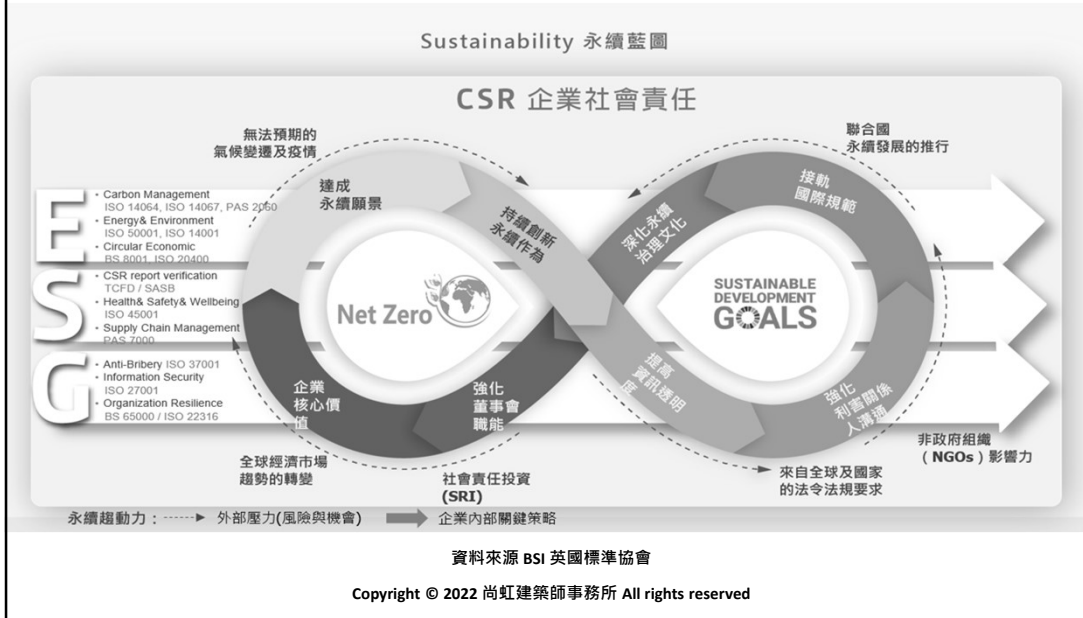 Sustainability 永續藍圖
CSR 企業社會責任
無法預期的
氣候變遷及疫情
聯合國
永續發展的推行
E
• Carbon Management
ISO 14064, ISO 14067, PAS 2060
• Energy& Environment
ISO 50001, ISO 14001
• Circular Economic
BS 8001, ISO 20400
S
• CSR report verification
TCFD / SASB
• Health& Safety& Wellbeing
ISO 45001
• Supply Chain Management
PAS 7000
G
• Anti-Bribery ISO 37001
• Information Security
ISO 27001
• Organization Resilience
BS 65000 / ISO 22316
達成
永續願景
持續創新
永續作為
深化永續
治理文化
接軌
國際規範
Net Zero
SUSTAINABLE
DEVELOPMENT
GOALS
企業
核心價
值
強化
董事會
職能
提高
資訊透明
度
強化
利害關係
人溝通
全球經濟市場
趨勢的轉變
社會責任投資
(SRI)
來自全球及國家
的法令法規要求
非政府組織
（NGOs）影響力
永續趨動力： 外部壓力(風險與機會) 企業內部關鍵策略
資料來源 BSI 英國標準協會
Copyright © 2022 尚虹建築師事務所 All rights reserved